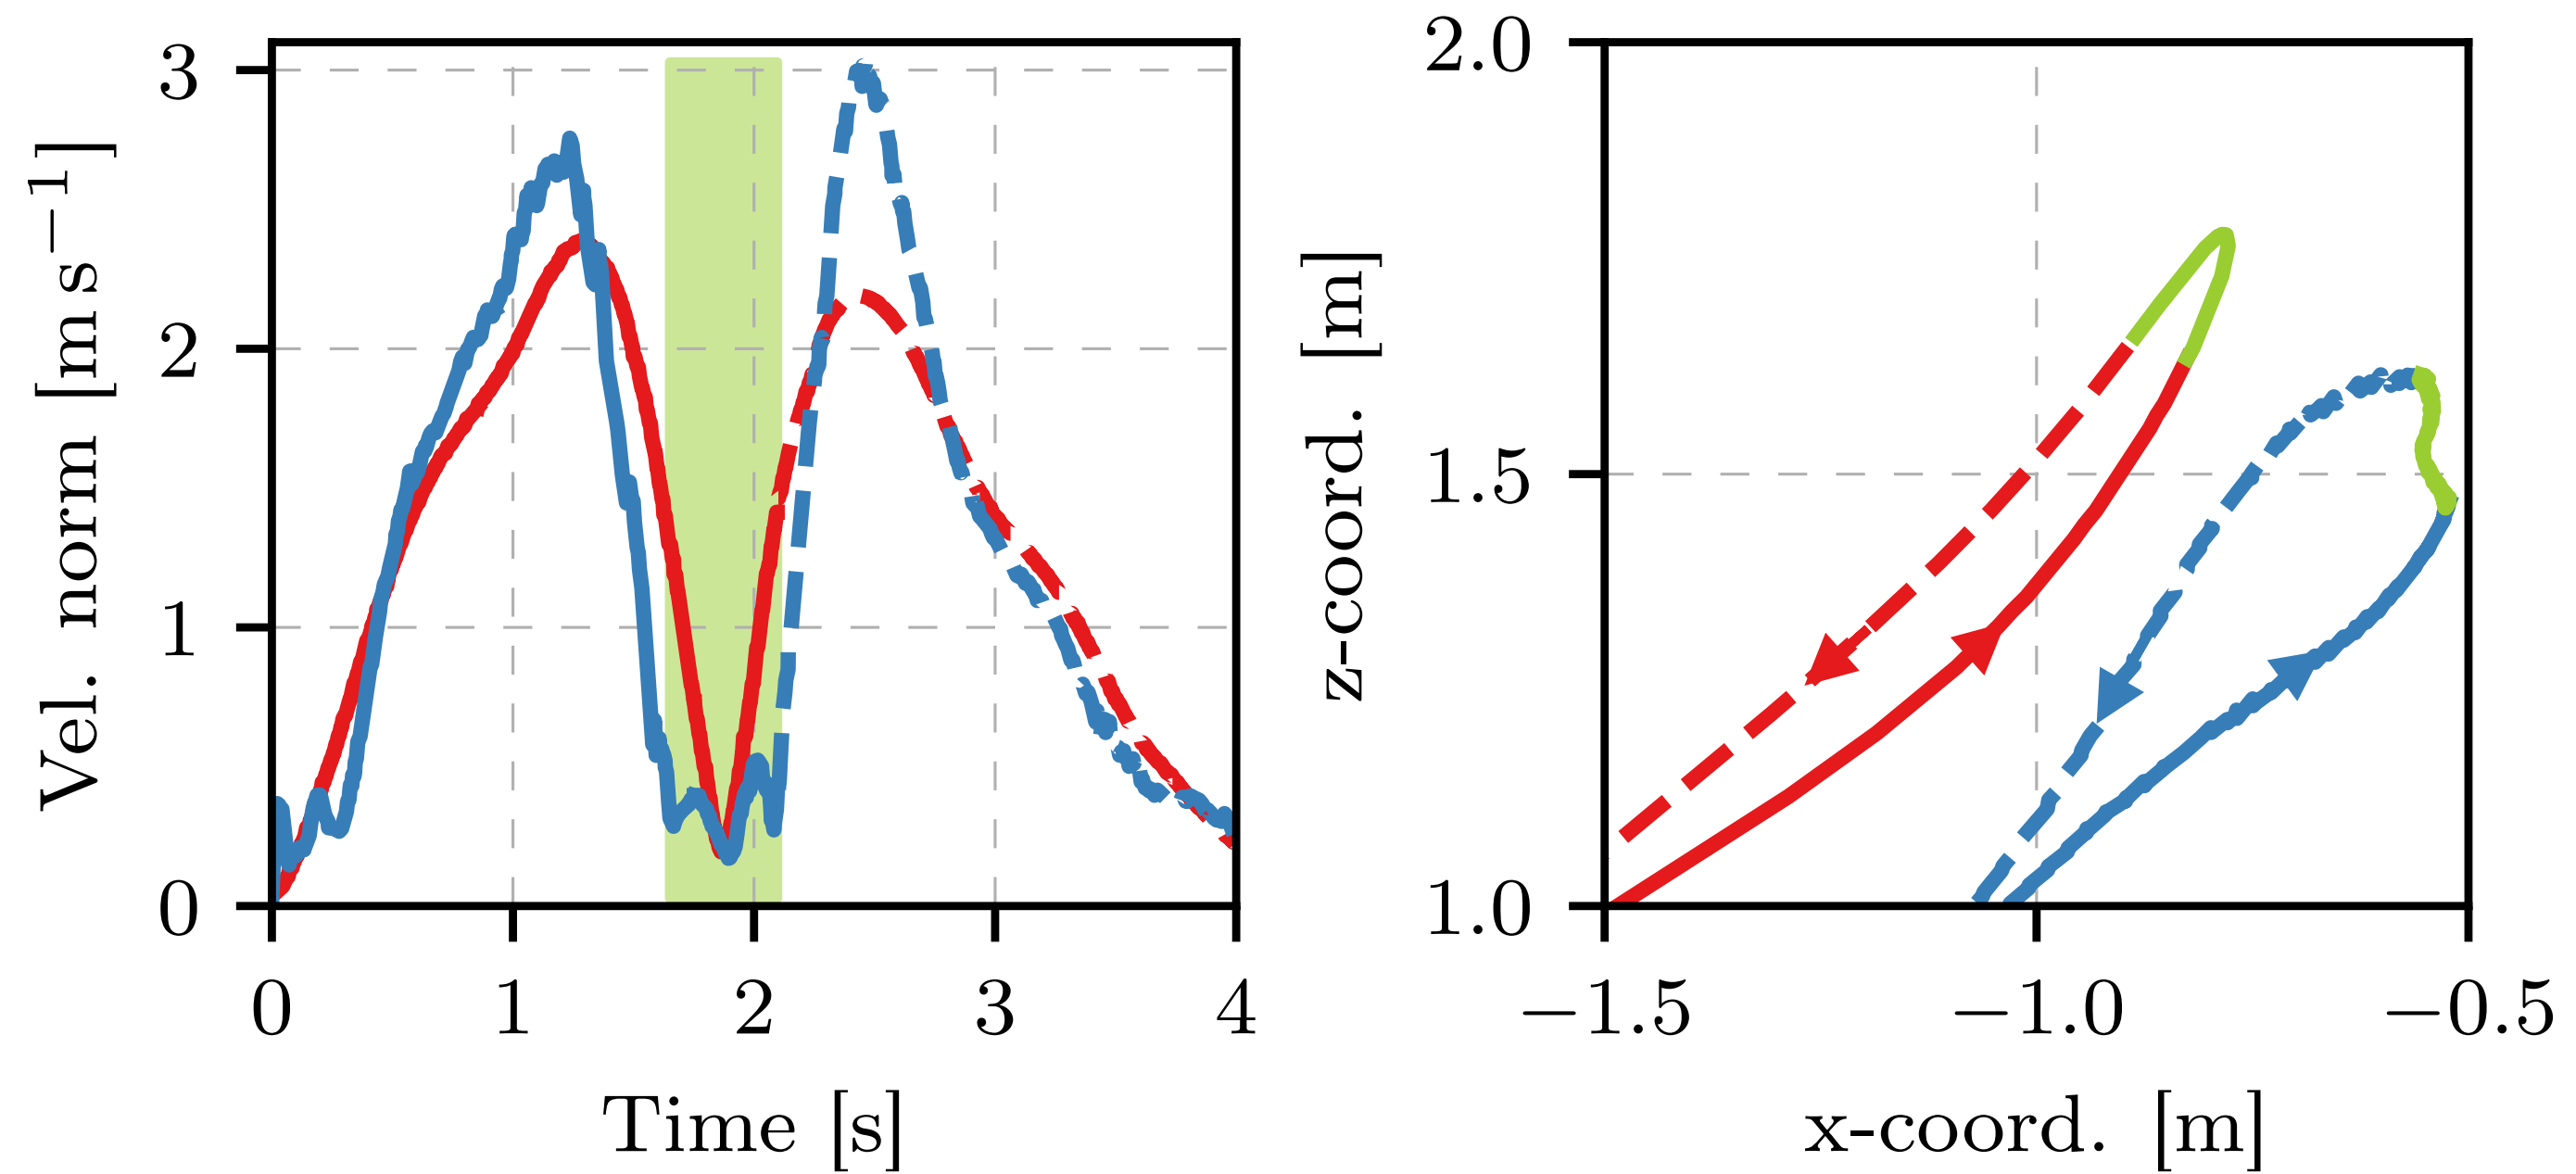 Vel. norm [m s⁻¹]
3
2
1
0
0 1 2 3 4
Time [s]
z-coord. [m]
2.0
1.5
1.0
−1.5 −1.0 −0.5
x-coord. [m]